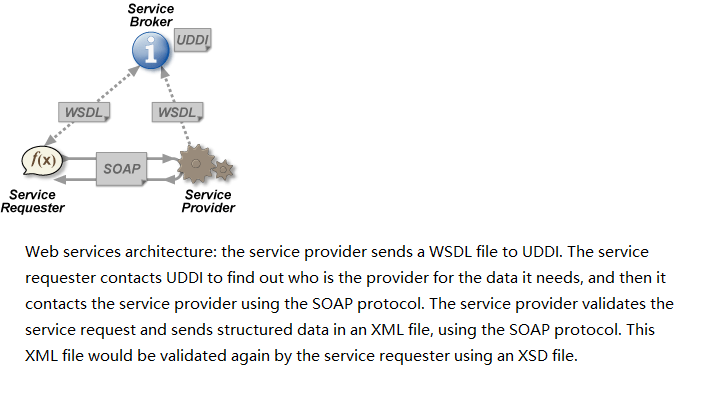 Service
Broker
UDDI
i
WSDL
WSDL
f(x)
SOAP
Service
Requester
Service
Provider
Web services architecture: the service provider sends a WSDL file to UDDI. The service
requester contacts UDDI to find out who is the provider for the data it needs, and then it
contacts the service provider using the SOAP protocol. The service provider validates the
service request and sends structured data in an XML file, using the SOAP protocol. This
XML file would be validated again by the service requester using an XSD file.